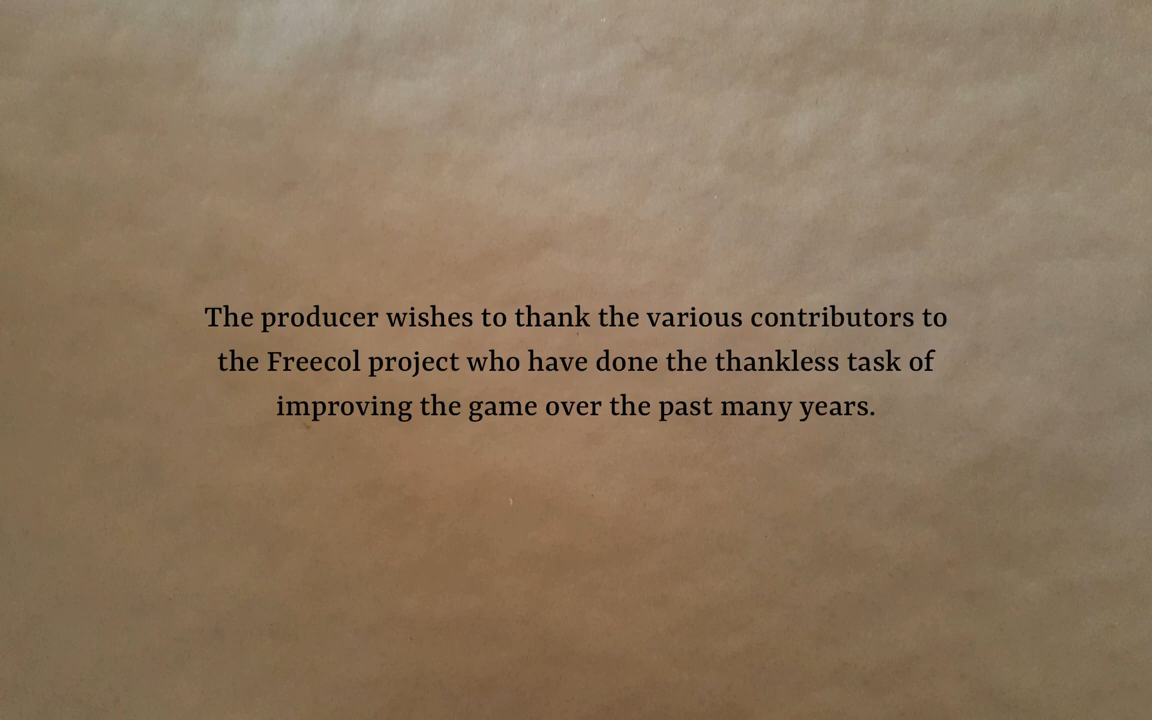 The producer wishes to thank the various contributors to
the Freecol project who have done the thankless task of
improving the game over the past many years.